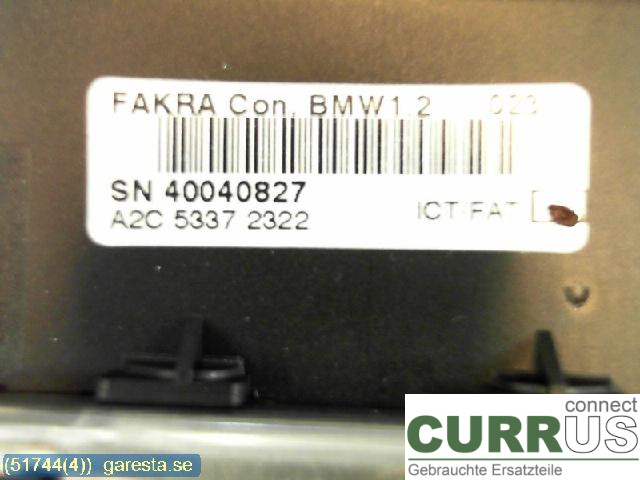 FAKRA Con. BMW1.2 023
SN 40040827
A2C 5337 2322
ICT/FAT
connect
CURRUS
Gebrauchte Ersatzteile
(51744(4)) garesta.se